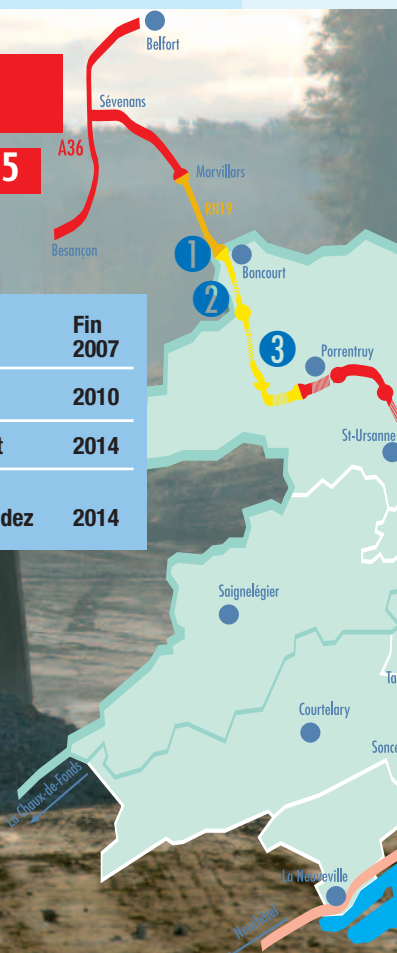 Belfort
Sévenans
5
A36
Morvillars
RN19
Besançon
1
Boncourt
2
3
Porrentruy
Fin
2007
2010
t 2014
dez 2014
St-Ursanne
Saignelégier
Ta
Courtelary
Sonce
La Chaux-de-Fonds
La Neuveville
Neuchâtel